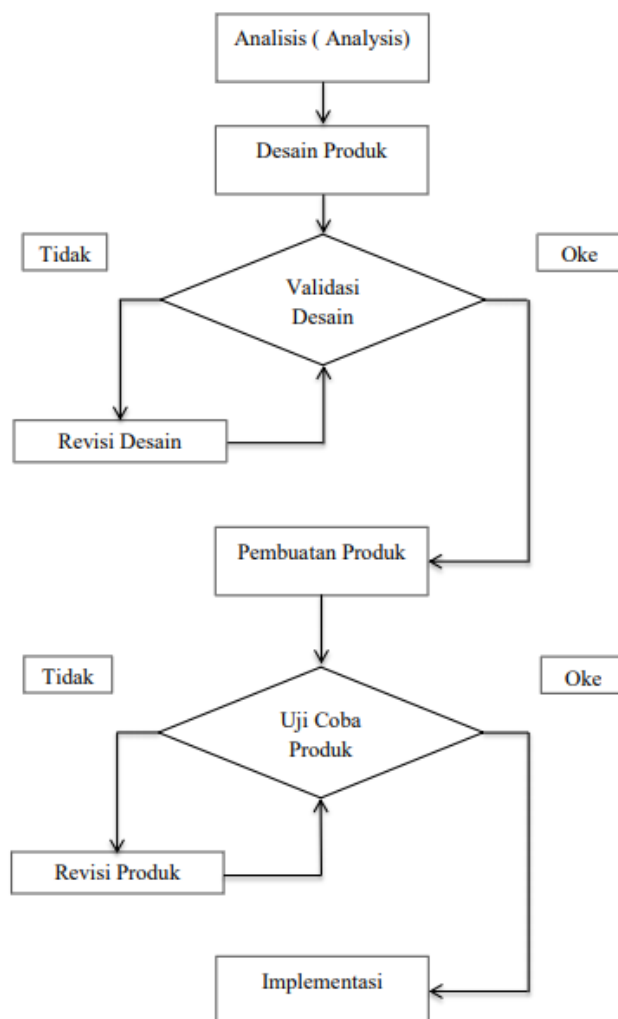 Analisis ( Analysis)
Desain Produk
Tidak
Oke
Validasi
Desain
Revisi Desain
Pembuatan Produk
Tidak
Oke
Uji Coba
Produk
Revisi Produk
Implementasi